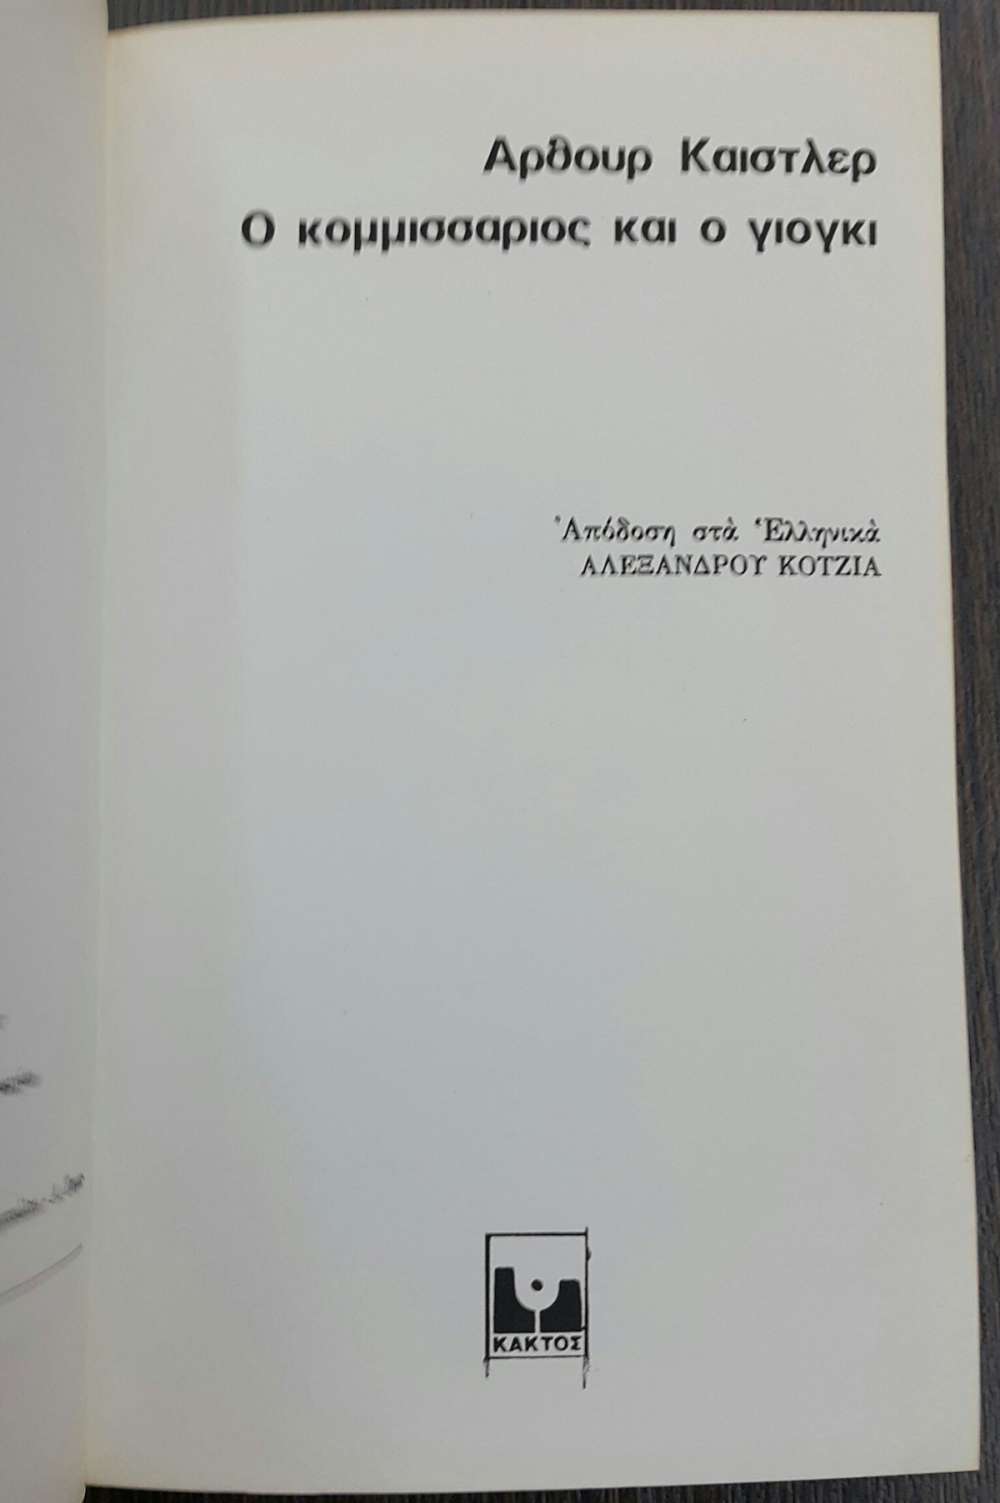 Αρθουρ Καιστλερ
Ο κομμισσαριος και ο γιογκι
Ἀπόδοση στὰ Ἑλληνικὰ
ΑΛΕΞΑΝΔΡΟΥ ΚΟΤΖΙΑ
ΚΑΚΤΟΣ